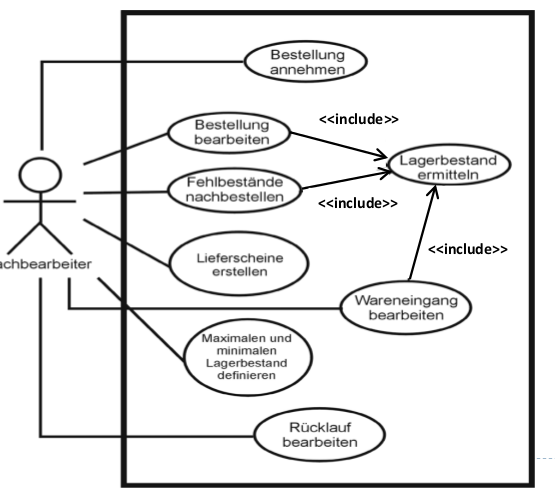 Bestellung
annehmen
Bestellung
bearbeiten
<<include>>
Lagerbestand
ermitteln
Fehlbestände
nachbestellen
<<include>>
achbearbeiter
Lieferscheine
erstellen
<<include>>
Wareneingang
bearbeiten
Maximalen und
minimalen
Lagerbestand
definieren
Rücklauf
bearbeiten